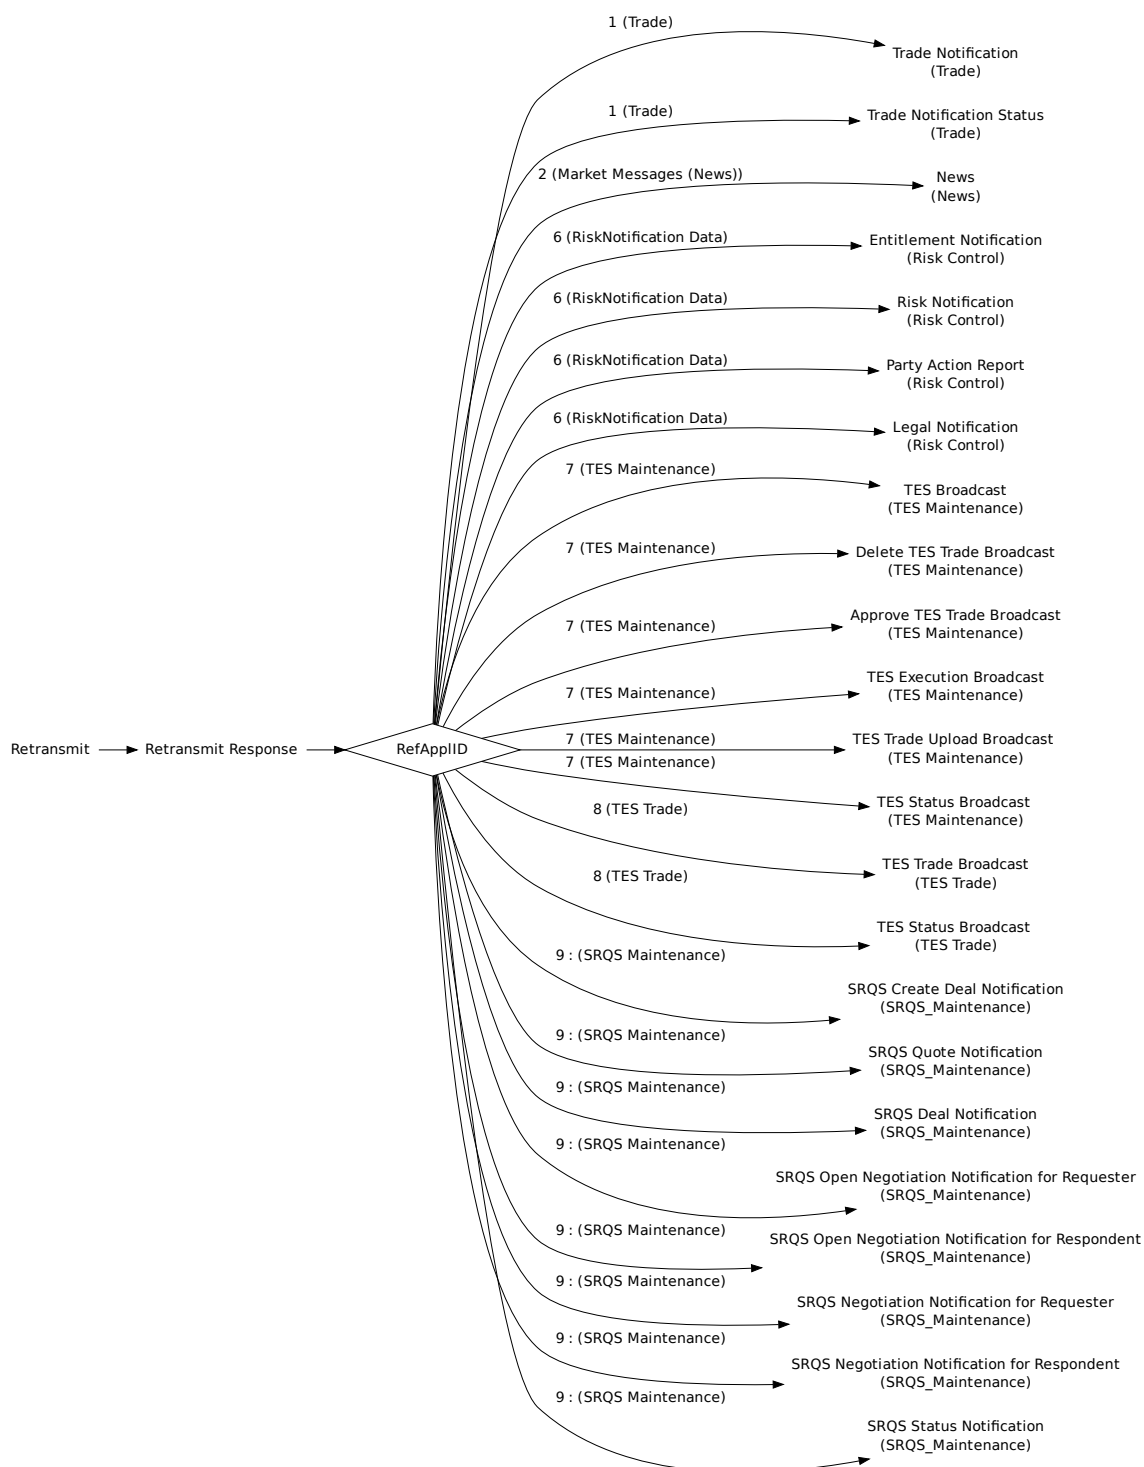 1 (Trade)
Trade Notification
(Trade)
1 (Trade)
Trade Notification Status
(Trade)
2 (Market Messages (News))
News
(News)
6 (RiskNotification Data)
Entitlement Notification
(Risk Control)
6 (RiskNotification Data)
Risk Notification
(Risk Control)
6 (RiskNotification Data)
Party Action Report
(Risk Control)
6 (RiskNotification Data)
Legal Notification
(Risk Control)
7 (TES Maintenance)
TES Broadcast
(TES Maintenance)
7 (TES Maintenance)
Delete TES Trade Broadcast
(TES Maintenance)
7 (TES Maintenance)
Approve TES Trade Broadcast
(TES Maintenance)
7 (TES Maintenance)
TES Execution Broadcast
(TES Maintenance)
Retransmit
Retransmit Response
RefApplID
7 (TES Maintenance)
TES Trade Upload Broadcast
(TES Maintenance)
7 (TES Maintenance)
TES Status Broadcast
(TES Maintenance)
8 (TES Trade)
TES Trade Broadcast
(TES Trade)
8 (TES Trade)
TES Status Broadcast
(TES Trade)
9 : (SRQS Maintenance)
SRQS Create Deal Notification
(SRQS_Maintenance)
9 : (SRQS Maintenance)
SRQS Quote Notification
(SRQS_Maintenance)
9 : (SRQS Maintenance)
SRQS Deal Notification
(SRQS_Maintenance)
9 : (SRQS Maintenance)
SRQS Open Negotiation Notification for Requester
(SRQS_Maintenance)
9 : (SRQS Maintenance)
SRQS Open Negotiation Notification for Respondent
(SRQS_Maintenance)
9 : (SRQS Maintenance)
SRQS Negotiation Notification for Requester
(SRQS_Maintenance)
9 : (SRQS Maintenance)
SRQS Negotiation Notification for Respondent
(SRQS_Maintenance)
9 : (SRQS Maintenance)
SRQS Status Notification
(SRQS_Maintenance)